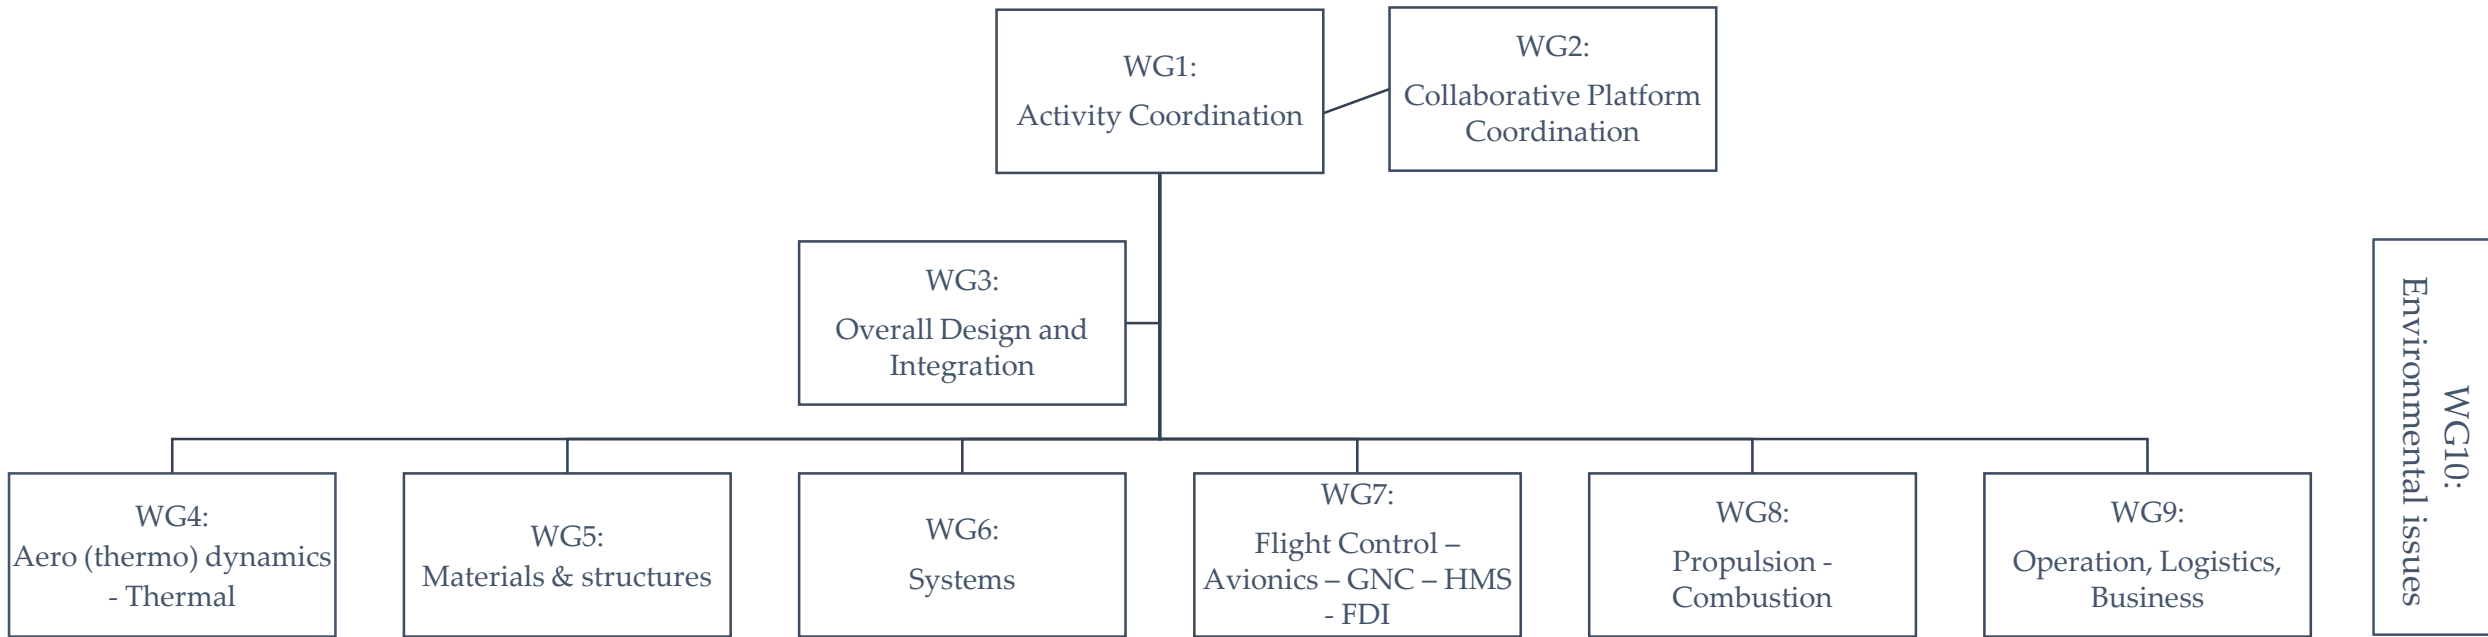 WG1:
Activity Coordination
WG2:
Collaborative Platform
Coordination
WG3:
Overall Design and
Integration
WG4:
Aero (thermo) dynamics
- Thermal
WG5:
Materials & structures
WG6:
Systems
WG7:
Flight Control –
Avionics – GNC – HMS
- FDI
WG8:
Propulsion -
Combustion
WG9:
Operation, Logistics,
Business
WG10:
Environmental issues